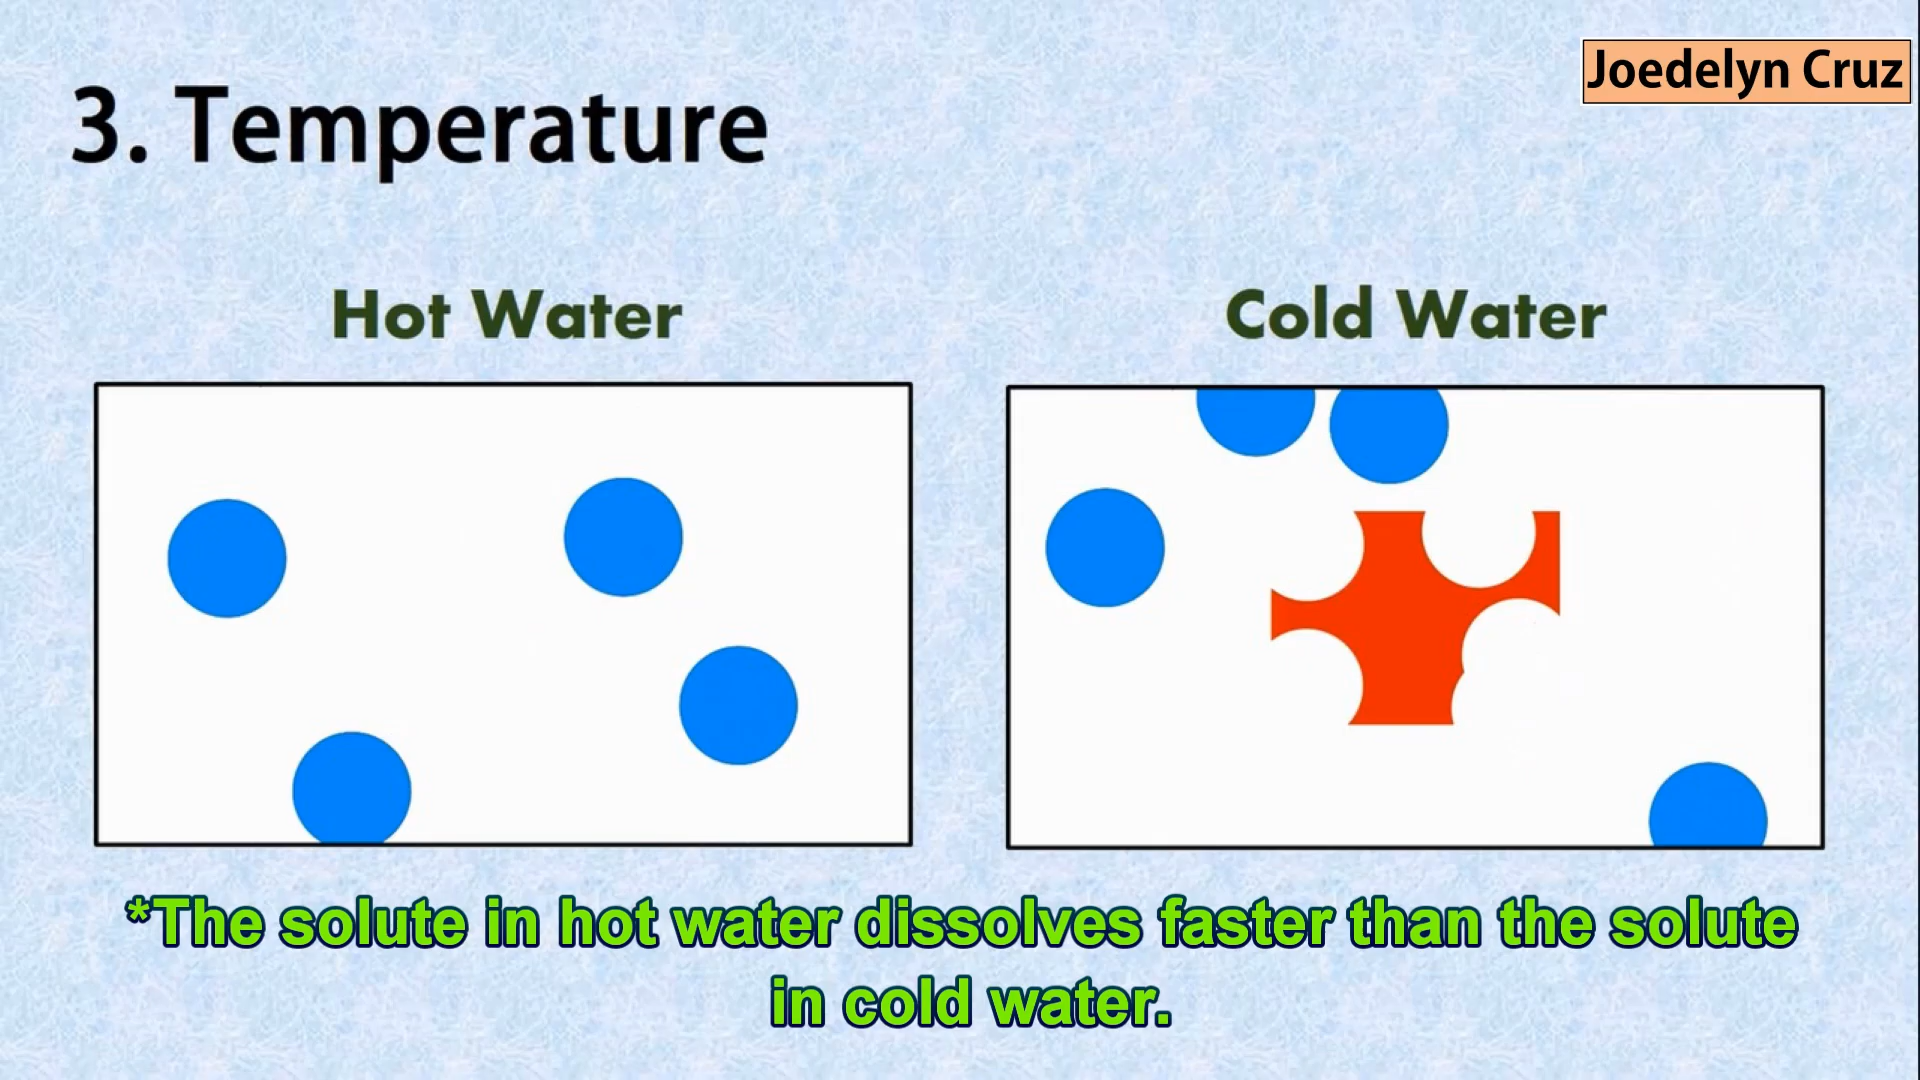 Joedelyn Cruz
3. Temperature
Hot Water
Cold Water
*The solute in hot water dissolves faster than the solute
in cold water.